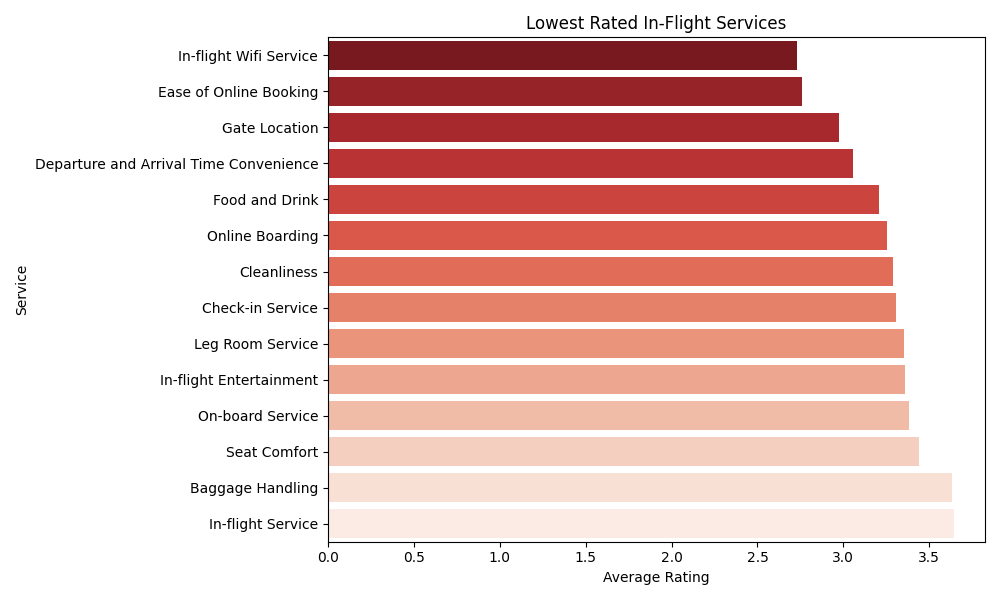 Lowest Rated In-Flight Services
In-flight Wifi Service
Ease of Online Booking
Gate Location
Departure and Arrival Time Convenience
Food and Drink
Online Boarding
Cleanliness
Check-in Service
Leg Room Service
In-flight Entertainment
On-board Service
Seat Comfort
Baggage Handling
In-flight Service
Service
0.0 0.5 1.0 1.5 2.0 2.5 3.0 3.5
Average Rating